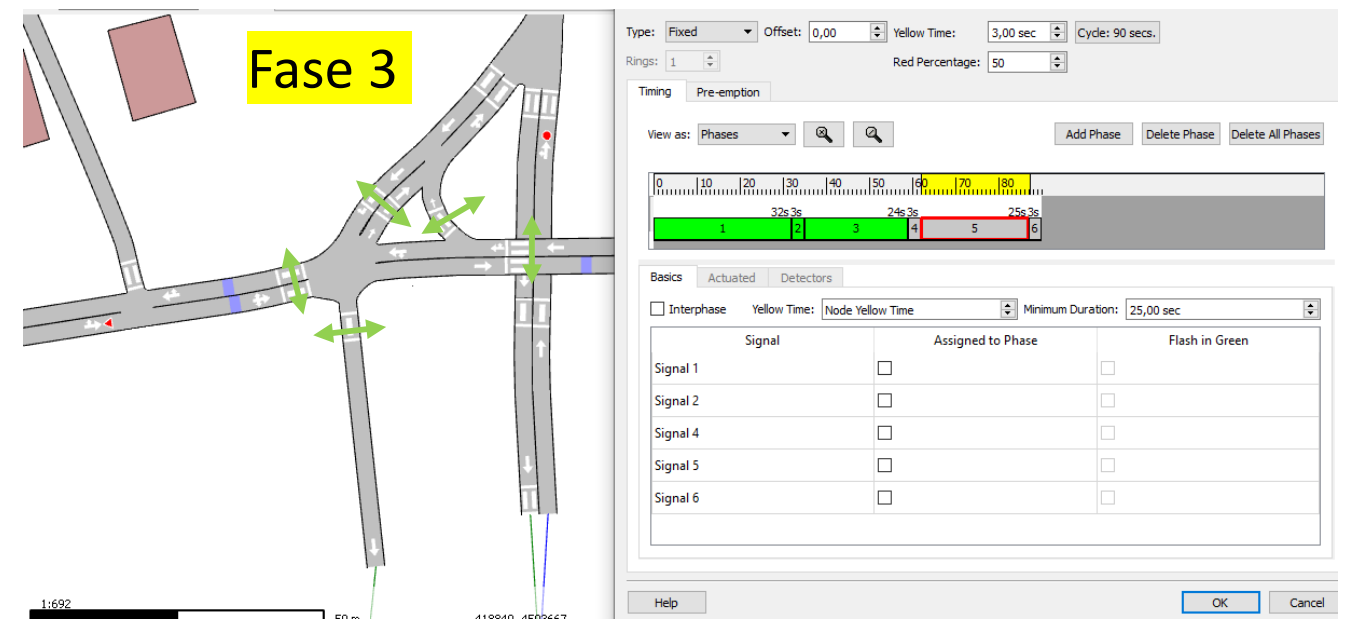 Fase 3
1:692
50 m
418840 4593667
Type: Fixed Offset: 0,00 Yellow Time: 3,00 sec Cycle: 90 secs.
Rings: 1 Red Percentage: 50
Timing Pre-emption
View as: Phases Add Phase Delete Phase Delete All Phases
0 10 20 30 40 50 60 70 80
32s 3s 24s 3s 25s 3s
1 2 3 4 5 6
Basics Actuated Detectors
Interphase Yellow Time: Node Yellow Time Minimum Duration: 25,00 sec
Signal Assigned to Phase Flash in Green
Signal 1
Signal 2
Signal 4
Signal 5
Signal 6
Help OK Cancel